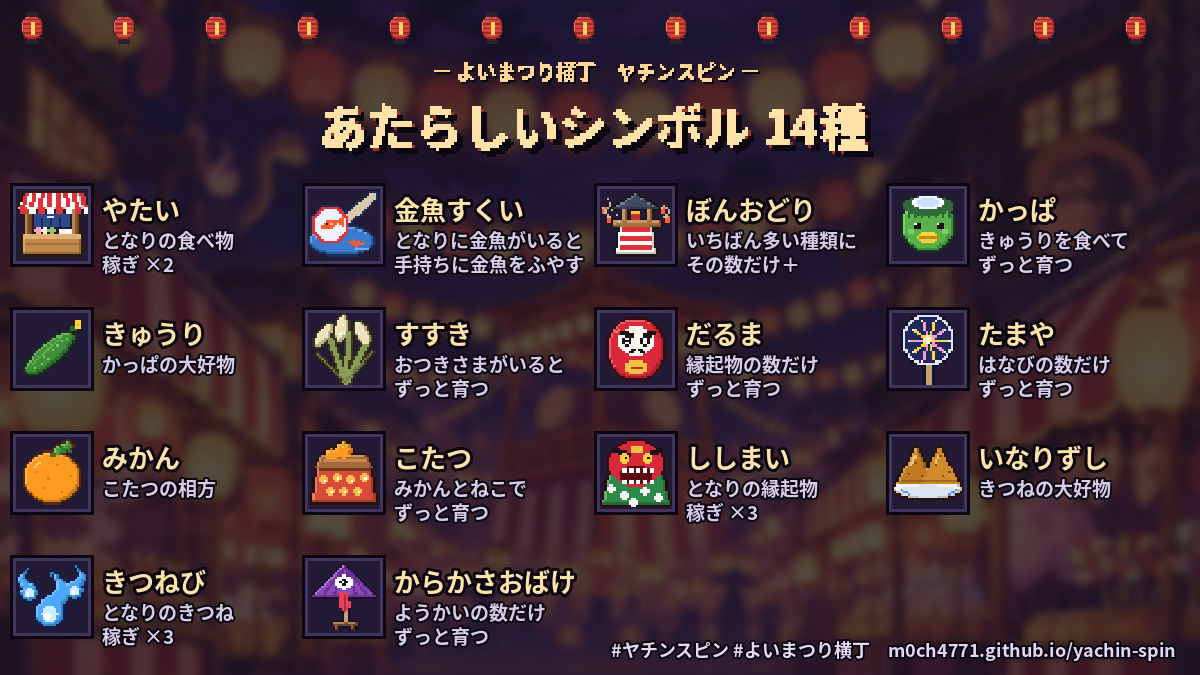 －よいまつり横丁　ヤチンスピン－
あたらしいシンボル 14種
やたい
となりの食べ物
稼ぎ ×2
金魚すくい
となりに金魚がいると
手持ちに金魚をふやす
ぼんおどり
いちばん多い種類に
その数だけ＋
かっぱ
きゅうりを食べて
ずっと育つ
きゅうり
かっぱの大好物
すすき
おつきさまがいると
ずっと育つ
だるま
縁起物の数だけ
ずっと育つ
たまや
はなびの数だけ
ずっと育つ
みかん
こたつの相方
こたつ
みかんとねこで
ずっと育つ
ししまい
となりの縁起物
稼ぎ ×3
いなりずし
きつねの大好物
きつねび
となりのきつね
稼ぎ ×3
からかさおばけ
ようかいの数だけ
ずっと育つ
#ヤチンスピン #よいまつり横丁　m0ch4771.github.io/yachin-spin